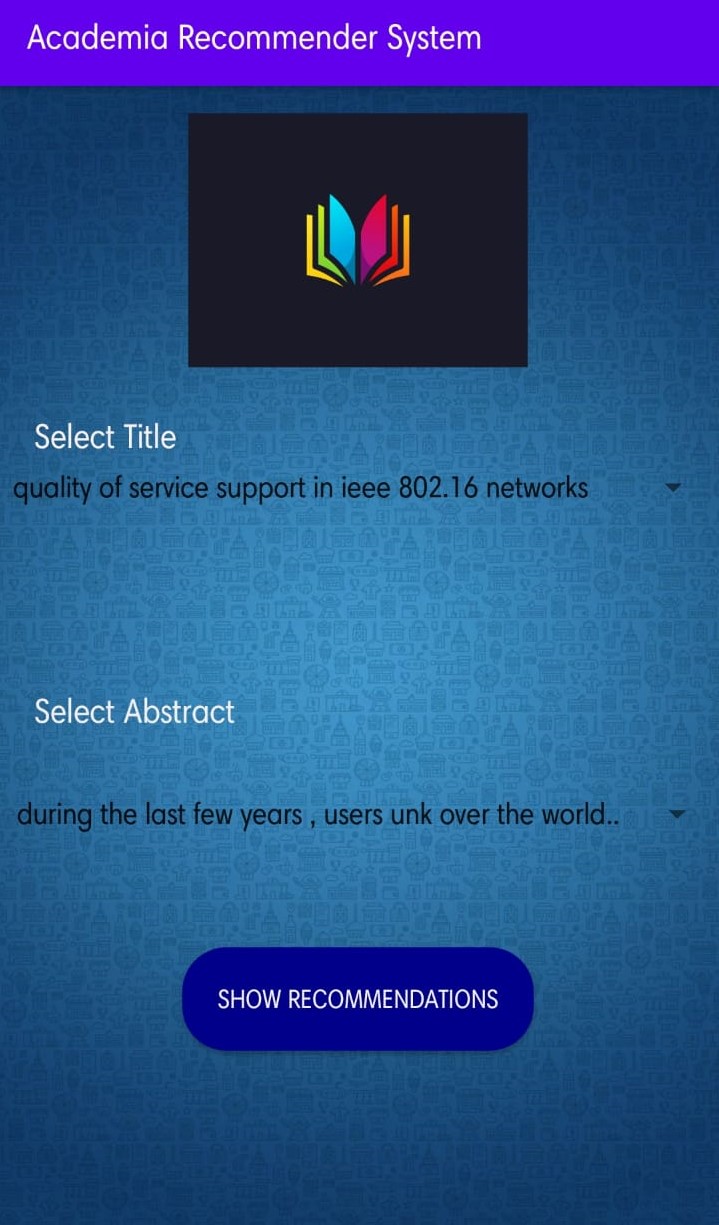 Academia Recommender System
Select Title
quality of service support in ieee 802.16 networks
Select Abstract
during the last few years , users unk over the world..
SHOW RECOMMENDATIONS